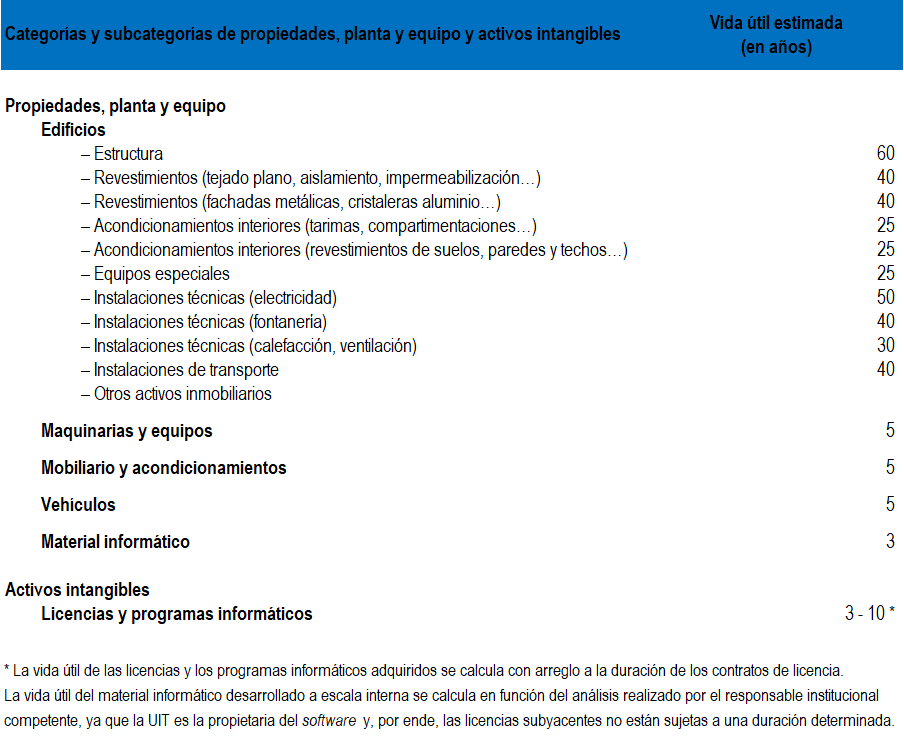 Categorías y subcategorías de propiedades, planta y equipo y activos intangibles Vida útil estimada (en años)
Propiedades, planta y equipo
Edificios
– Estructura 60
– Revestimientos (tejado plano, aislamiento, impermeabilización…) 40
– Revestimientos (fachadas metálicas, cristaleras aluminio…) 40
– Acondicionamientos interiores (tarimas, compartimentaciones…) 25
– Acondicionamientos interiores (revestimientos de suelos, paredes y techos…) 25
– Equipos especiales 25
– Instalaciones técnicas (electricidad) 50
– Instalaciones técnicas (fontanería) 40
– Instalaciones técnicas (calefacción, ventilación) 30
– Instalaciones de transporte 40
– Otros activos inmobiliarios
Maquinarias y equipos 5
Mobiliario y acondicionamientos 5
Vehículos 5
Material informático 3
Activos intangibles
Licencias y programas informáticos 3 - 10 *
* La vida útil de las licencias y los programas informáticos adquiridos se calcula con arreglo a la duración de los contratos de licencia.
La vida útil del material informático desarrollado a escala interna se calcula en función del análisis realizado por el responsable institucional
competente, ya que la UIT es la propietaria del software y, por ende, las licencias subyacentes no están sujetas a una duración determinada.